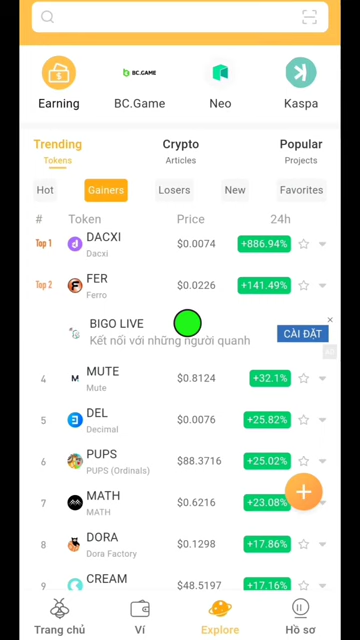 BC.GAME
Earning
BC.Game
Neo
Kaspa
Trending
Crypto
Popular
Tokens
Articles
Projects
Hot
Gainers
Losers
New
Favorites
# Token Price 24h
Top 1 DACXI $0.0074 +886.94%
Dacxi
Top 2 FER $0.0226 +141.49%
Ferro
BIGO LIVE
Kết nối với những người quanh
CÀI ĐẶT
AD
4 MUTE $0.8124 +32.1%
Mute
5 DEL $0.0076 +25.82%
Decimal
6 PUPS $88.3716 +25.02%
PUPS (Ordinals)
7 MATH $0.6216 +23.08%
MATH
8 DORA $0.1298 +17.86%
Dora Factory
9 CREAM $48.5197 +17.16%
Trang chủ
Ví
Explore
Hồ sơ